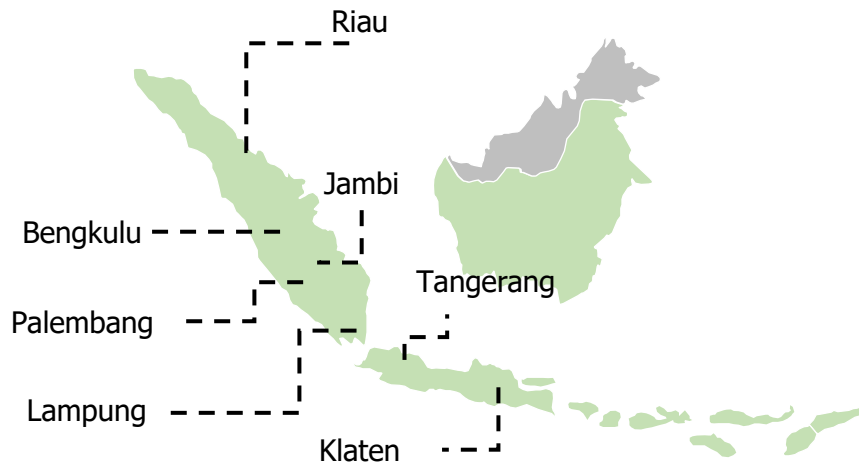 Riau
Jambi
Bengkulu
Tangerang
Palembang
Lampung
Klaten